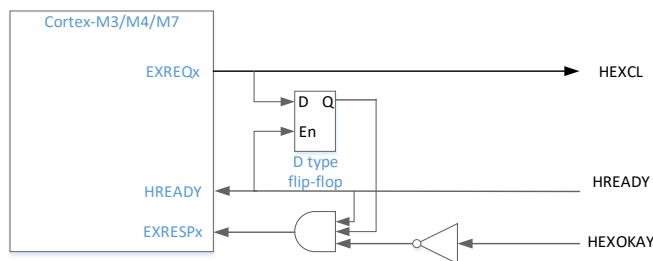 Cortex-M3/M4/M7
EXREQx
HEXCL
D Q
En
D type
flip-flop
HREADY
HREADY
EXRESPx
HEXOKAY